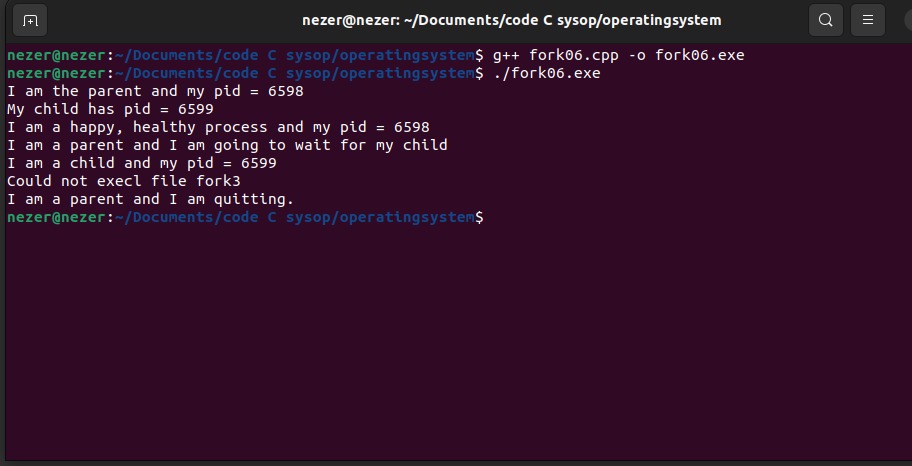 nezer@nezer: ~/Documents/code C sysop/operatingsystem
nezer@nezer:~/Documents/code C sysop/operatingsystem$ g++ fork06.cpp -o fork06.exe
nezer@nezer:~/Documents/code C sysop/operatingsystem$ ./fork06.exe
I am the parent and my pid = 6598
My child has pid = 6599
I am a happy, healthy process and my pid = 6598
I am a parent and I am going to wait for my child
I am a child and my pid = 6599
Could not execl file fork3
I am a parent and I am quitting.
nezer@nezer:~/Documents/code C sysop/operatingsystem$